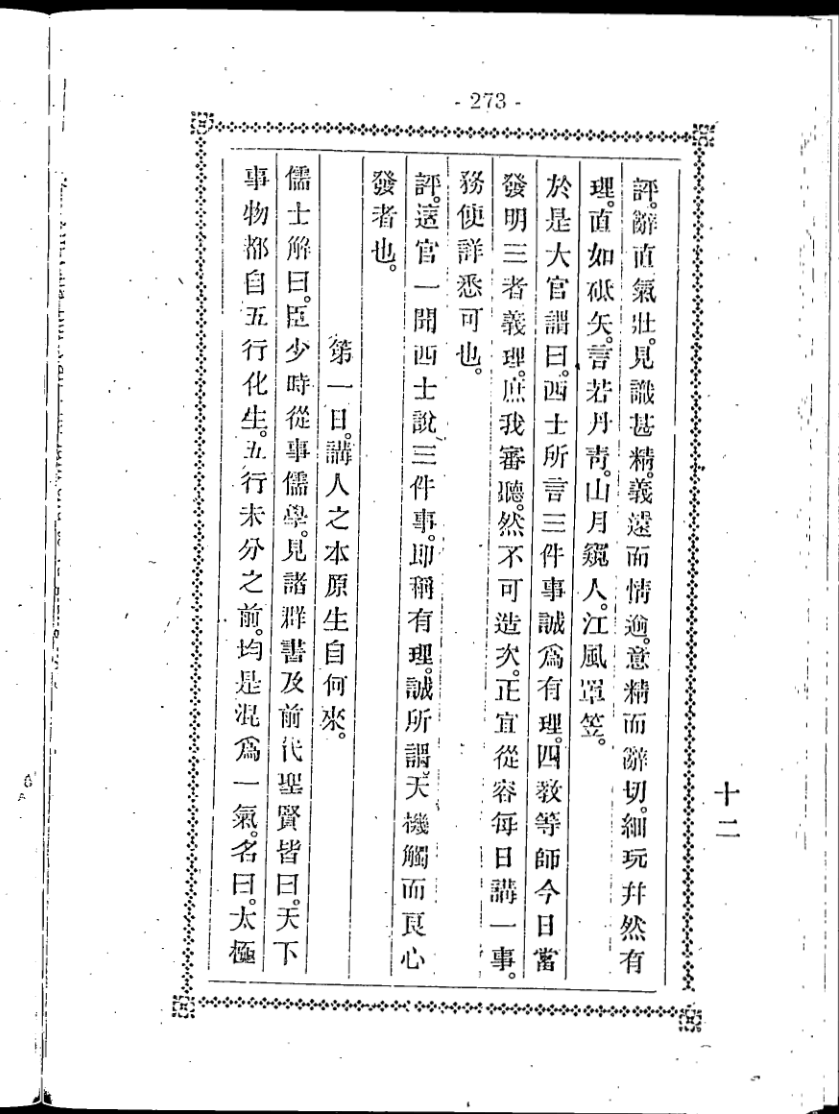 - 273 -
十二
評。辭直氣壯。見識甚精。義遠而情逾。意精而辭切。細玩井然有
理。直如砥矢。言若丹靑。山月窺人。江風罩笠。
於是大官謂曰。西士所言三件事誠爲有理。四敎等師今日當
發明三者義理。庶我審聽。然不可造次。正宜從容每日講一事。
務使詳悉可也。
評。這官一聞西士說三件事。即稱有理。誠所謂天機觸而良心
發者也。
第一日。講人之本原生自何來。
儒士解曰。臣少時從事儒學。見諸群書及前代聖賢皆曰。天下
事物都自五行化生。五行未分之前。均是混爲一氣。名曰。太極